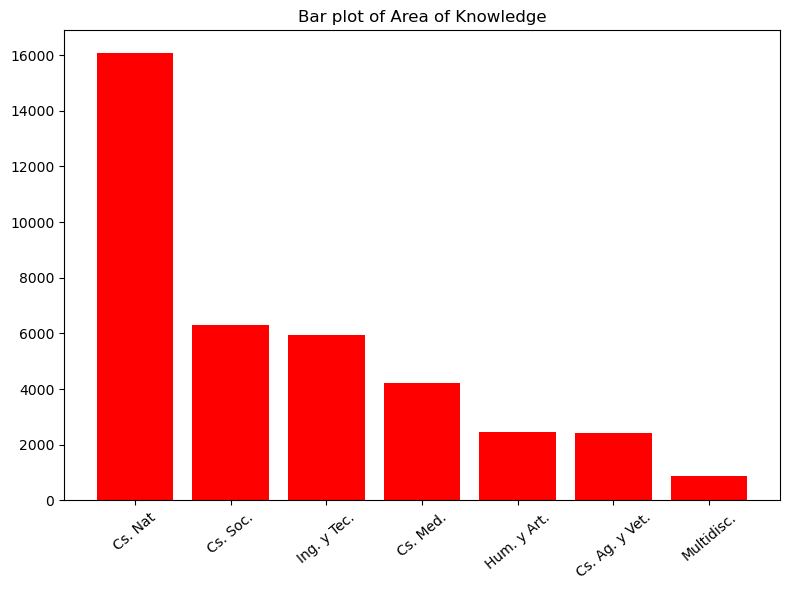 Bar plot of Area of Knowledge
16000
14000
12000
10000
8000
6000
4000
2000
0
Cs. Nat
Cs. Soc.
Ing. y Tec.
Cs. Med.
Hum. y Art.
Cs. Ag. y Vet.
Multidisc.